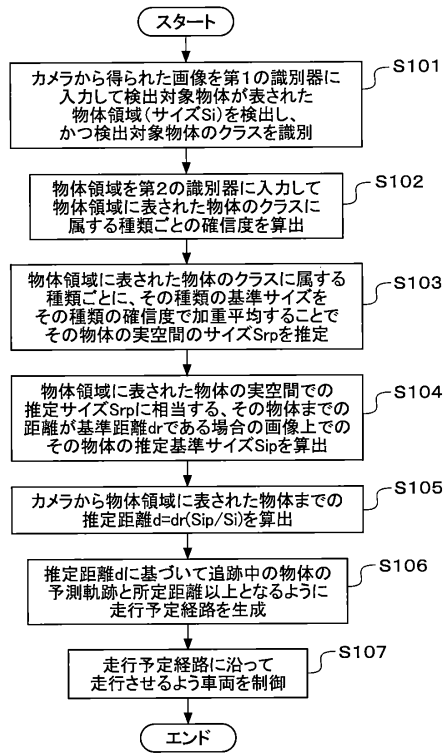 スタート
S101
カメラから得られた画像を第1の識別器に
入力して検出対象物体が表された
物体領域(サイズSi)を検出し、
かつ検出対象物体のクラスを識別
S102
物体領域を第2の識別器に入力して
物体領域に表された物体のクラスに
属する種類ごとの確信度を算出
S103
物体領域に表された物体のクラスに属する
種類ごとに、その種類の基準サイズを
その種類の確信度で加重平均することで
その物体の実空間のサイズSrpを推定
S104
物体領域に表された物体の実空間での
推定サイズSrpに相当する、その物体までの
距離が基準距離drである場合の画像上での
その物体の推定基準サイズSipを算出
S105
カメラから物体領域に表された物体までの
推定距離d=dr(Sip/Si)を算出
S106
推定距離dに基づいて追跡中の物体の
予測軌跡と所定距離以上となるように
走行予定経路を生成
S107
走行予定経路に沿って
走行させるよう車両を制御
エンド